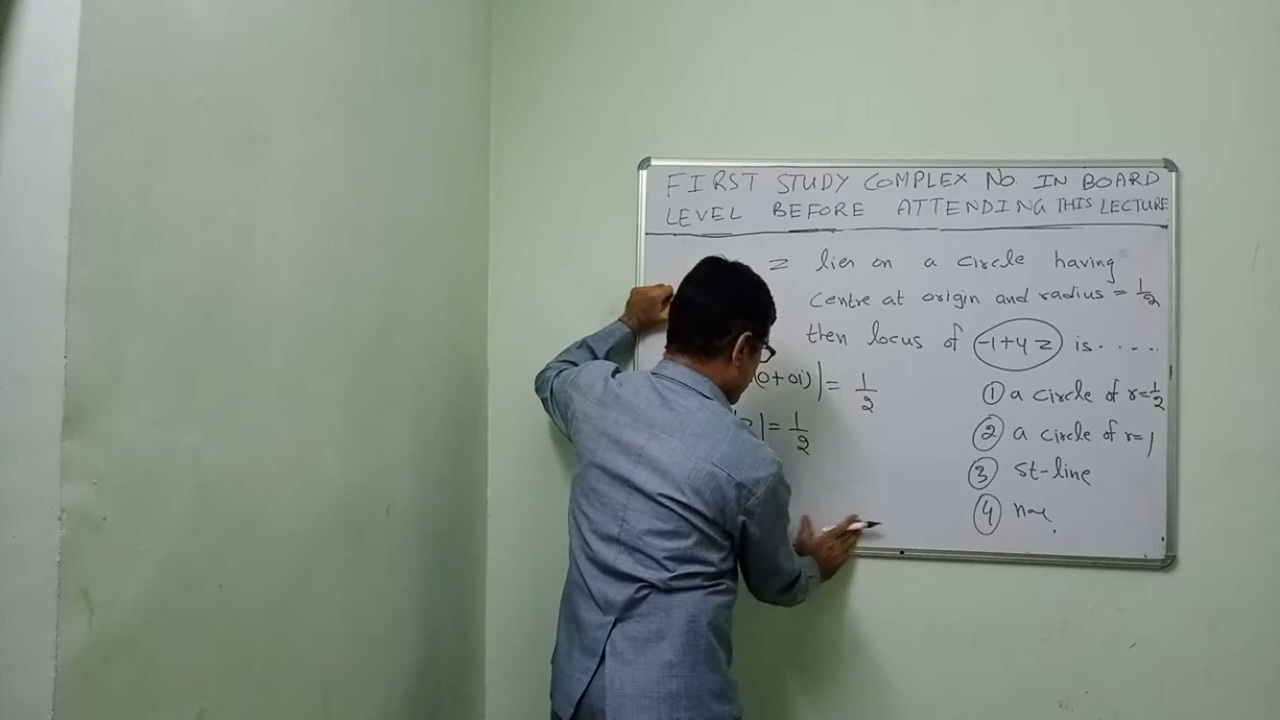 FIRST STUDY COMPLEX NO. IN BOARD
LEVEL BEFORE ATTENDING THIS LECTURE
z lies on a circle having
centre at origin and radius = 1/2
then locus of -1+4z is.....
(0+0i)| = 1/2
z| = 1/2
① a circle of r=1/2
② a circle of r=1
③ st-line
④